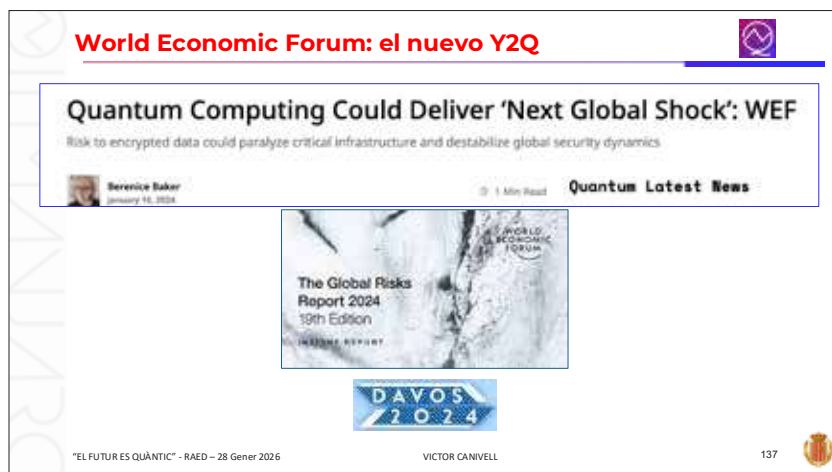 World Economic Forum: el nuevo Y2Q
Quantum Computing Could Deliver ‘Next Global Shock’: WEF
Risk to encrypted data could paralyze critical infrastructure and destabilize global security dynamics
Berenice Baker
January 16, 2024
1 Min Read
Quantum Latest News
WORLD
ECONOMIC
FORUM
The Global Risks
Report 2024
19th Edition
INSIGHT REPORT
DAVOS
2024
"EL FUTUR ES QUÀNTIC" - RAED – 28 Gener 2026
VICTOR CANIVELL
137